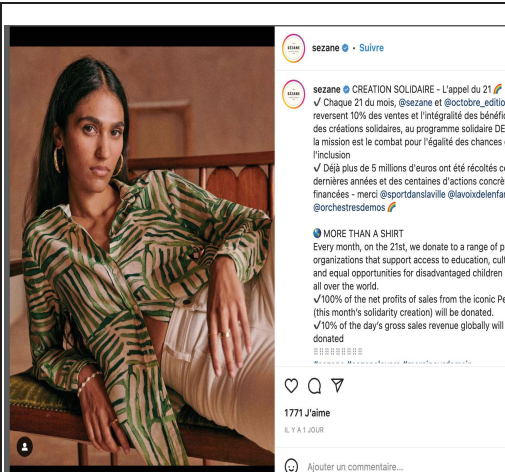 sezane • Suivre
sezane CREATION SOLIDAIRE - L'appel du 21 🌈
✓ Chaque 21 du mois, @sezane et @octobre_editio
reversent 10% des ventes et l'intégralité des bénéfic
des créations solidaires, au programme solidaire DE
la mission est le combat pour l'égalité des chances
l'inclusion
✓ Déjà plus de 5 millions d'euros ont été récoltés ce
dernières années et des centaines d'actions concrè
financées - merci @sportdanslaville @lavoixdelenfa
@orchestresdemos 🌈
🌎 MORE THAN A SHIRT
Every month, on the 21st, we donate to a range of p
organizations that support access to education, cult
and equal opportunities for disadvantaged children
all over the world.
✓100% of the net profits of sales from the iconic Pe
(this month's solidarity creation) will be donated.
✓10% of the day's gross sales revenue globally will
donated
1771 J'aime
IL Y A 1 JOUR
Ajouter un commentaire...